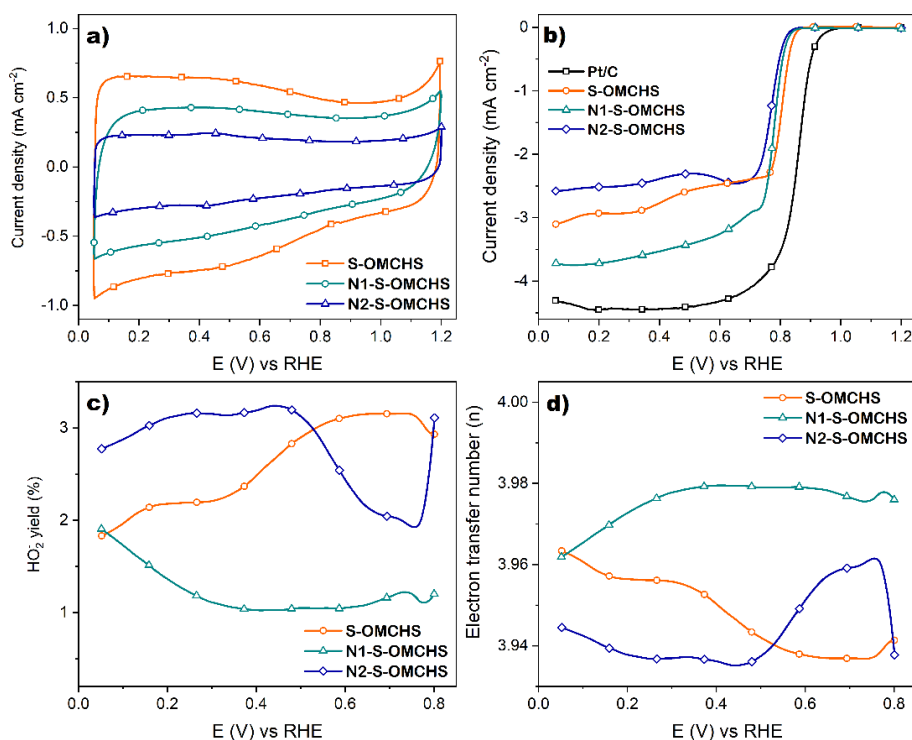 a)
1.0
0.5
0.0
-0.5
-1.0
Current density (mA cm⁻²)
S-OMCHS
N1-S-OMCHS
N2-S-OMCHS
0.0 0.2 0.4 0.6 0.8 1.0 1.2
E (V) vs RHE
b)
0
-1
-2
-3
-4
Current density (mA cm⁻²)
Pt/C
S-OMCHS
N1-S-OMCHS
N2-S-OMCHS
0.0 0.2 0.4 0.6 0.8 1.0 1.2
E (V) vs RHE
c)
3
2
1
HO₂⁻ yield (%)
S-OMCHS
N1-S-OMCHS
N2-S-OMCHS
0.0 0.2 0.4 0.6 0.8
E (V) vs RHE
d)
4.00
3.98
3.96
3.94
Electron transfer number (n)
S-OMCHS
N1-S-OMCHS
N2-S-OMCHS
0.0 0.2 0.4 0.6 0.8
E (V) vs RHE